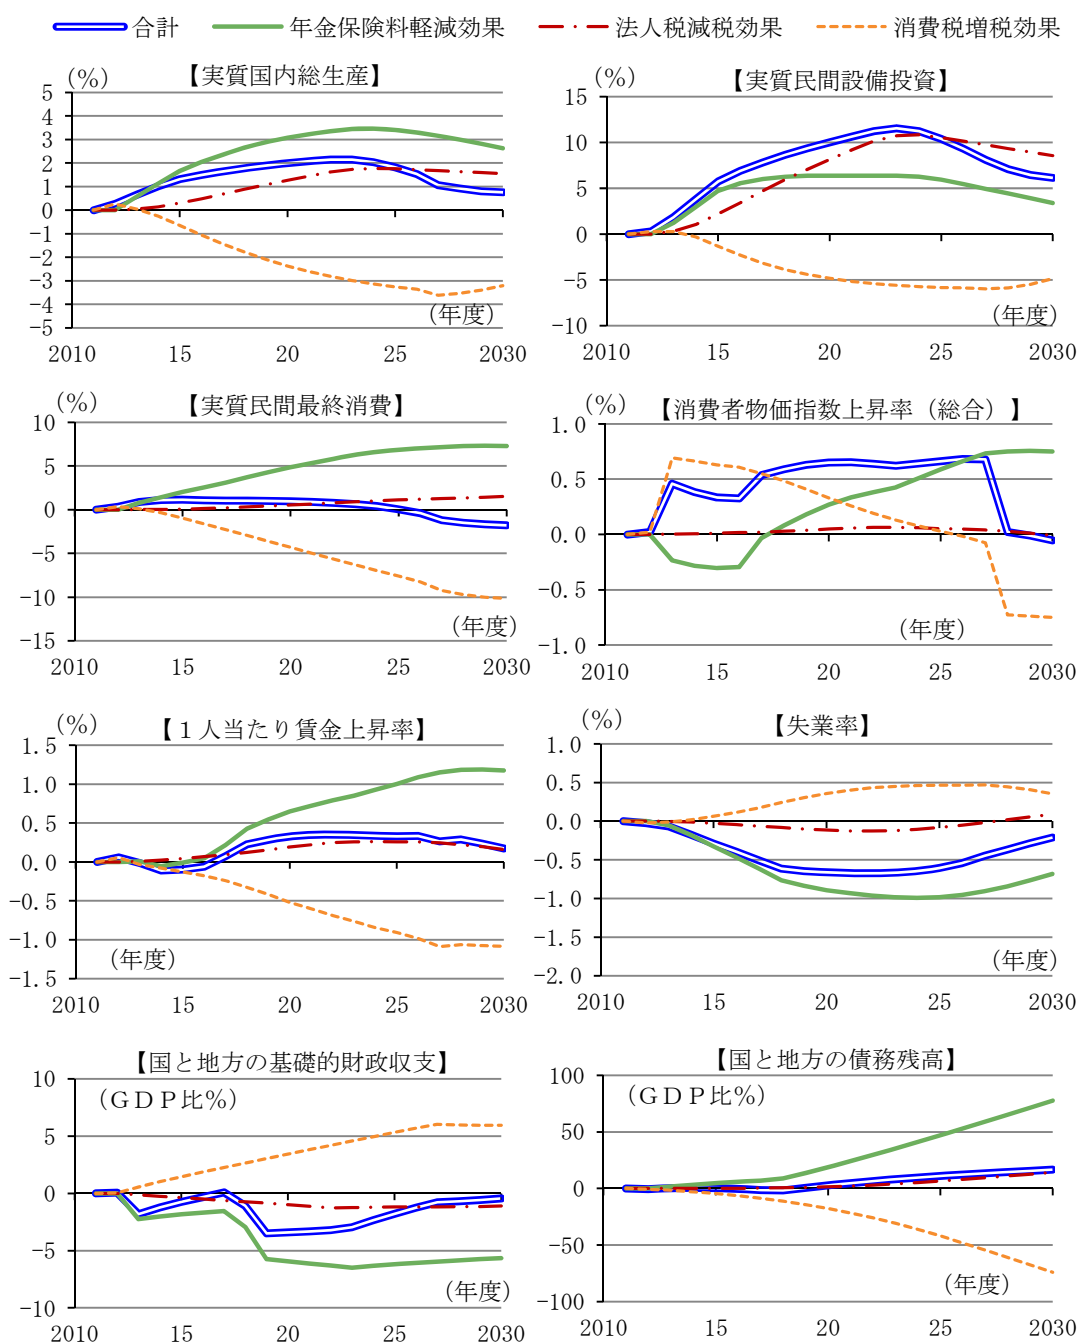 合計 年金保険料軽減効果 法人税減税効果 消費税増税効果
(%) 【実質国内総生産】
5
4
3
2
1
0
-1
-2
-3
-4
-5
(年度)
2010 15 20 25 2030
(%) 【実質民間設備投資】
15
10
5
0
-5
-10
(年度)
2010 15 20 25 2030
(%) 【実質民間最終消費】
10
5
0
-5
-10
-15
(年度)
2010 15 20 25 2030
(%) 【消費者物価指数上昇率（総合）】
1.0
0.5
0.0
-0.5
-1.0
(年度)
2010 15 20 25 2030
(%) 【１人当たり賃金上昇率】
1.5
1.0
0.5
0.0
-0.5
-1.0
-1.5
(年度)
2010 15 20 25 2030
(%) 【失業率】
1.0
0.5
0.0
-0.5
-1.0
-1.5
-2.0
(年度)
2010 15 20 25 2030
【国と地方の基礎的財政収支】
(ＧＤＰ比%)
10
5
0
-5
-10
(年度)
2010 15 20 25 2030
【国と地方の債務残高】
(ＧＤＰ比%)
100
50
0
-50
-100
(年度)
2010 15 20 25 2030